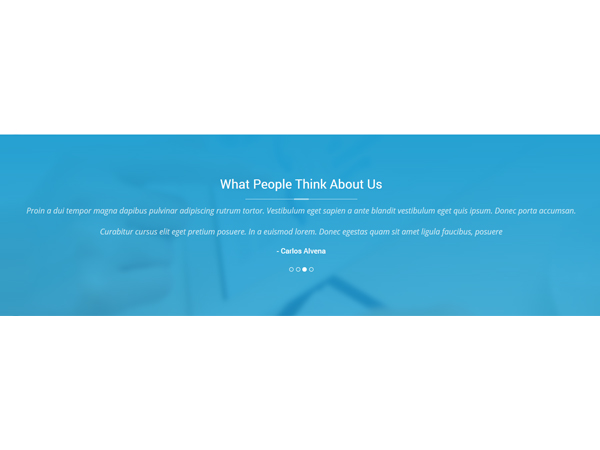 What People Think About Us
Proin a dui tempor magna dapibus pulvinar adipiscing rutrum tortor. Vestibulum eget sapien a ante blandit vestibulum eget quis ipsum. Donec porta accumsan.
Curabitur cursus elit eget pretium posuere. In a euismod lorem. Donec egestas quam sit amet ligula faucibus, posuere
- Carlos Alvena